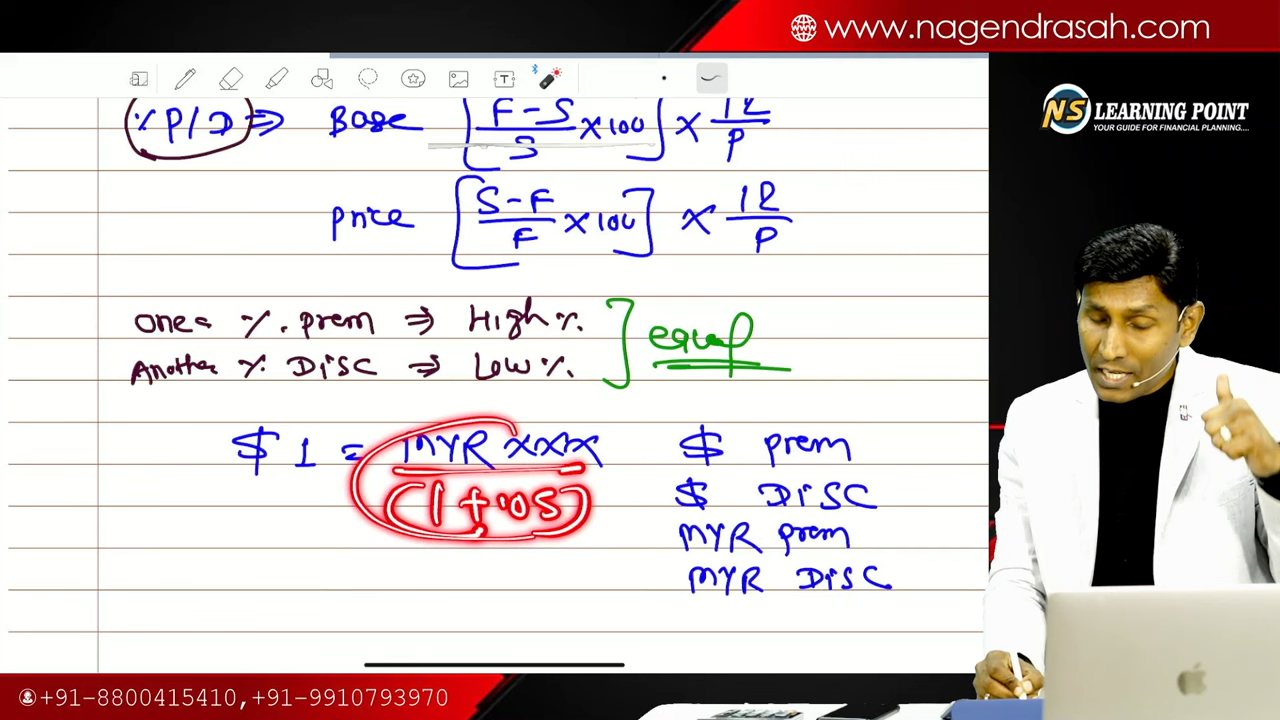 www.nagendrasah.com
NS LEARNING POINT
YOUR GUIDE FOR FINANCIAL PLANNING....
% P/D ⇒ Base [F-S/S × 100] × 12/P
Price [S-F/F × 100] × 12/P
One = % . prem ⇒ High %
Another % DISC ⇒ Low %
] equal
$ 1 = MYR XXX
(1 + .05)
$ prem
$ DISC
MYR prem
MYR DISC
+91-8800415410,+91-9910793970